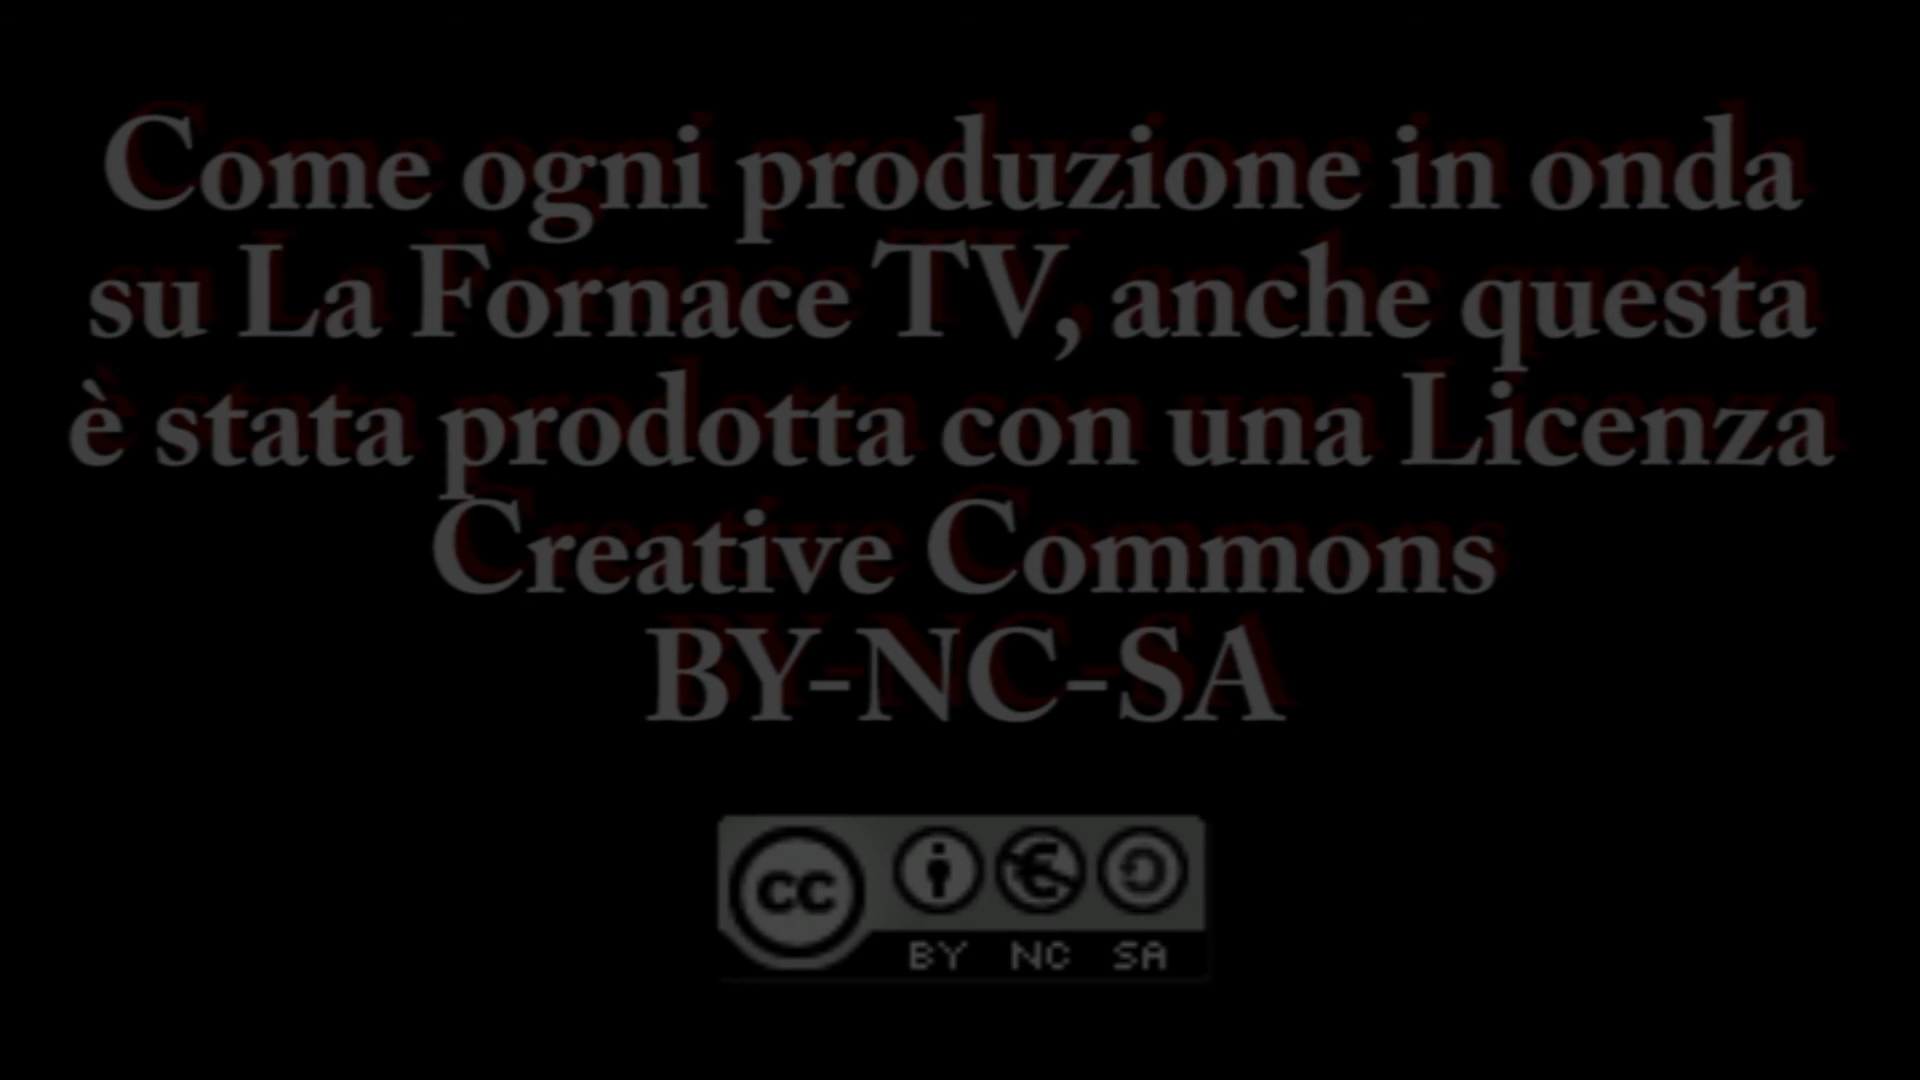 Come ogni produzione in onda
su La Fornace TV, anche questa
è stata prodotta con una Licenza
Creative Commons
BY-NC-SA
cc
BY NC SA